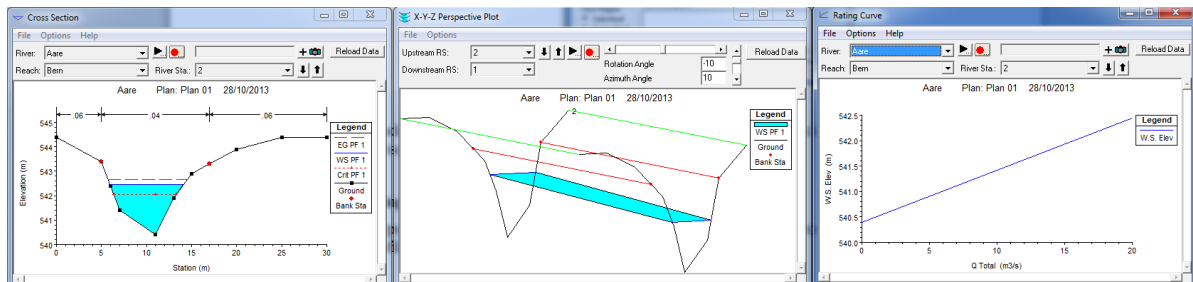 Cross Section
File Options Help
River: Aare
Reload Data
Reach: Bern River Sta.: 2
Aare Plan: Plan 01 28/10/2013
.06 .04 .06
Legend
EG PF 1
WS PF 1
Crit PF 1
Ground
Bank Sta
545
544
543
542
541
540
Elevation (m)
0 5 10 15 20 25 30
Station (m)
X-Y-Z Perspective Plot
File Options
Upstream RS: 2
Downstream RS: 1
Rotation Angle -10
Azimuth Angle 10
Reload Data
Aare Plan: Plan 01 28/10/2013
2
Legend
WS PF 1
Ground
Bank Sta
Rating Curve
File Options Help
River: Aare
Reload Data
Reach: Bern River Sta.: 2
Aare Plan: Plan 01 28/10/2013
Legend
W.S. Elev
542.5
542.0
541.5
541.0
540.5
540.0
W.S. Elev (m)
0 5 10 15 20
Q Total (m3/s)